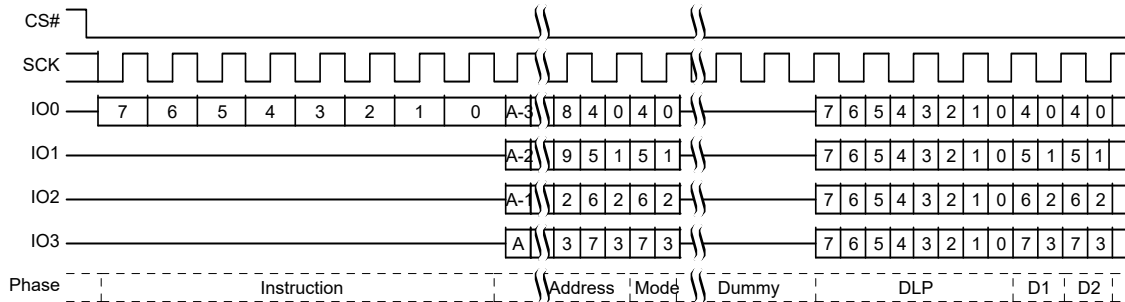 CS#
SCK
IO0 7 6 5 4 3 2 1 0 A-3 8 4 0 4 0 7 6 5 4 3 2 1 0 4 0 4 0
IO1 A-2 9 5 1 5 1 7 6 5 4 3 2 1 0 5 1 5 1
IO2 A-1 2 6 2 6 2 7 6 5 4 3 2 1 0 6 2 6 2
IO3 A 3 7 3 7 3 7 6 5 4 3 2 1 0 7 3 7 3
Phase Instruction Address Mode Dummy DLP D1 D2